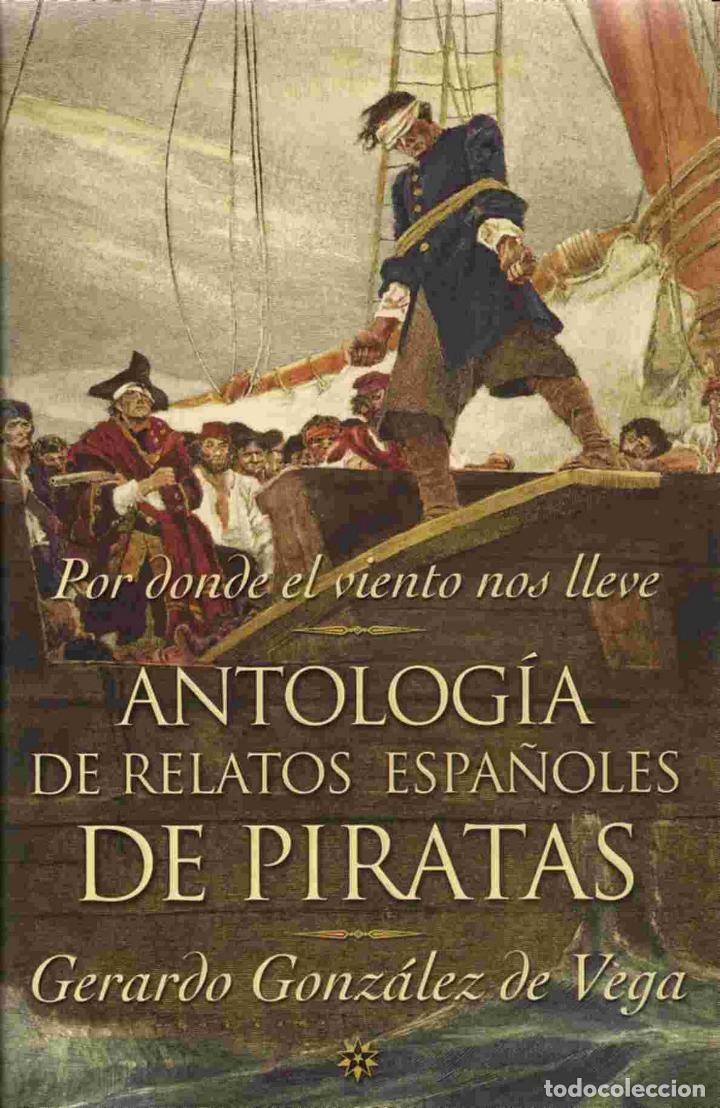 Por donde el viento nos lleve
ANTOLOGÍA
DE RELATOS ESPAÑOLES
DE PIRATAS
Gerardo González de Vega
todocoleccion